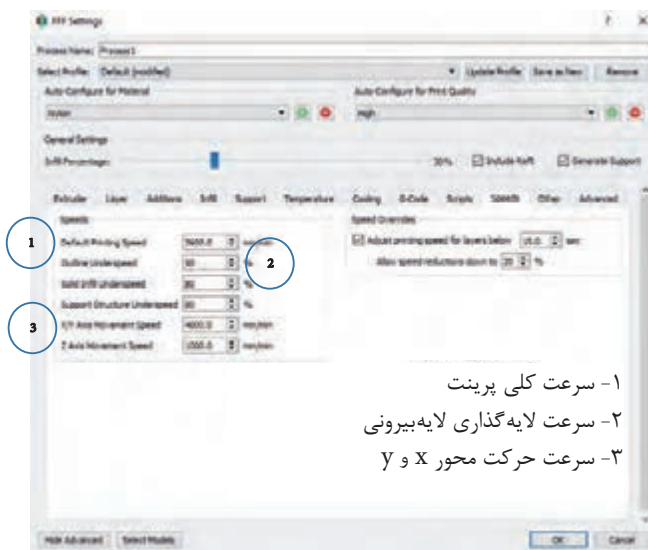 FFF Settings
Process Name: Process1
Select Profile: Default (modified) Update Profile Save as New Remove
Auto-Configure for Material
Auto-Configure for Print Quality
Nylon
High
General Settings
Infill Percentage: 30% Include Raft Generate Support
Extruder Layer Additions Infill Support Temperature Cooling G-Code Scripts Speeds Other Advanced
Speeds
Speed Overrides
1
Default Printing Speed mm/min
Adjust printing speed for layers below 15.0 sec
2
Outline Underspeed %
Allow speed reductions down to 20 %
Solid Infill Underspeed 80 %
Support Structure Underspeed 80 %
3
X/Y Axis Movement Speed mm/min
Z Axis Movement Speed 1000.0 mm/min
۱- سرعت کلی پرینت
۲- سرعت لایه‌گذاری لایه‌بیرونی
۳- سرعت حرکت محور x و y
Hide Advanced Select Models OK Cancel